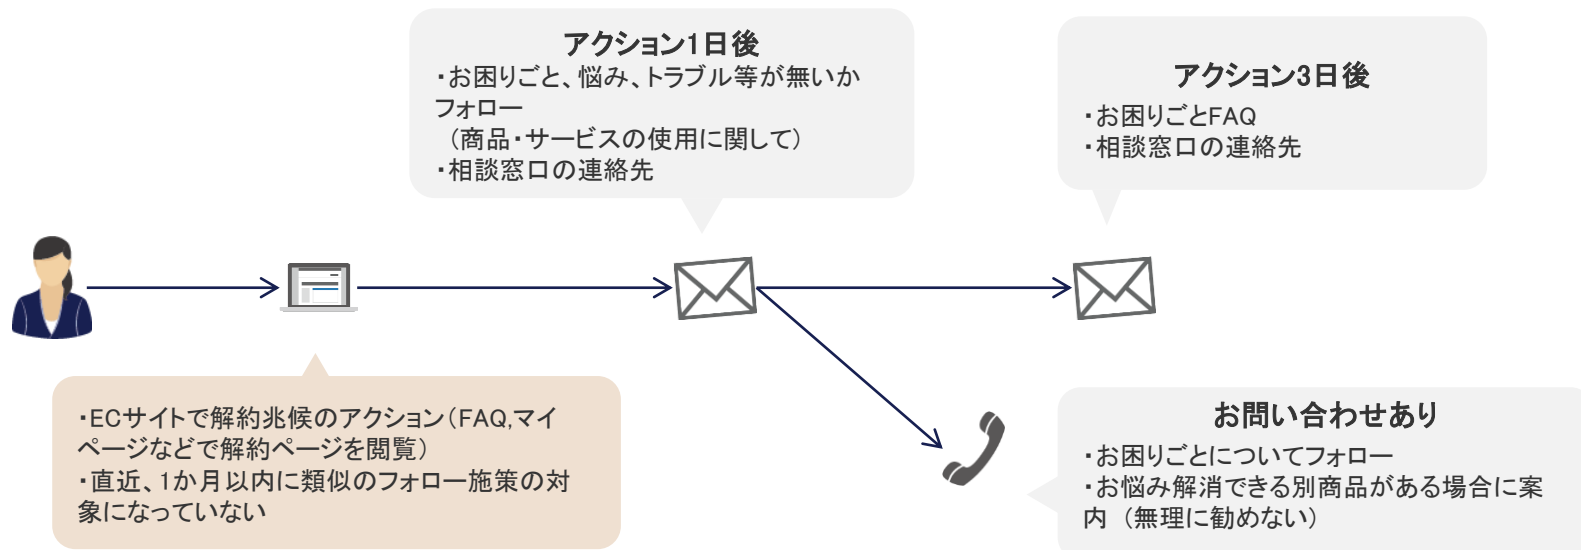 アクション1日後
・お困りごと、悩み、トラブル等が無いか
フォロー
（商品・サービスの使用に関して）
・相談窓口の連絡先
アクション3日後
・お困りごとFAQ
・相談窓口の連絡先
・ECサイトで解約兆候のアクション（FAQ,マイ
ページなどで解約ページを閲覧）
・直近、1か月以内に類似のフォロー施策の対
象になっていない
お問い合わせあり
・お困りごとについてフォロー
・お悩み解消できる別商品がある場合に案
内 （無理に勧めない）